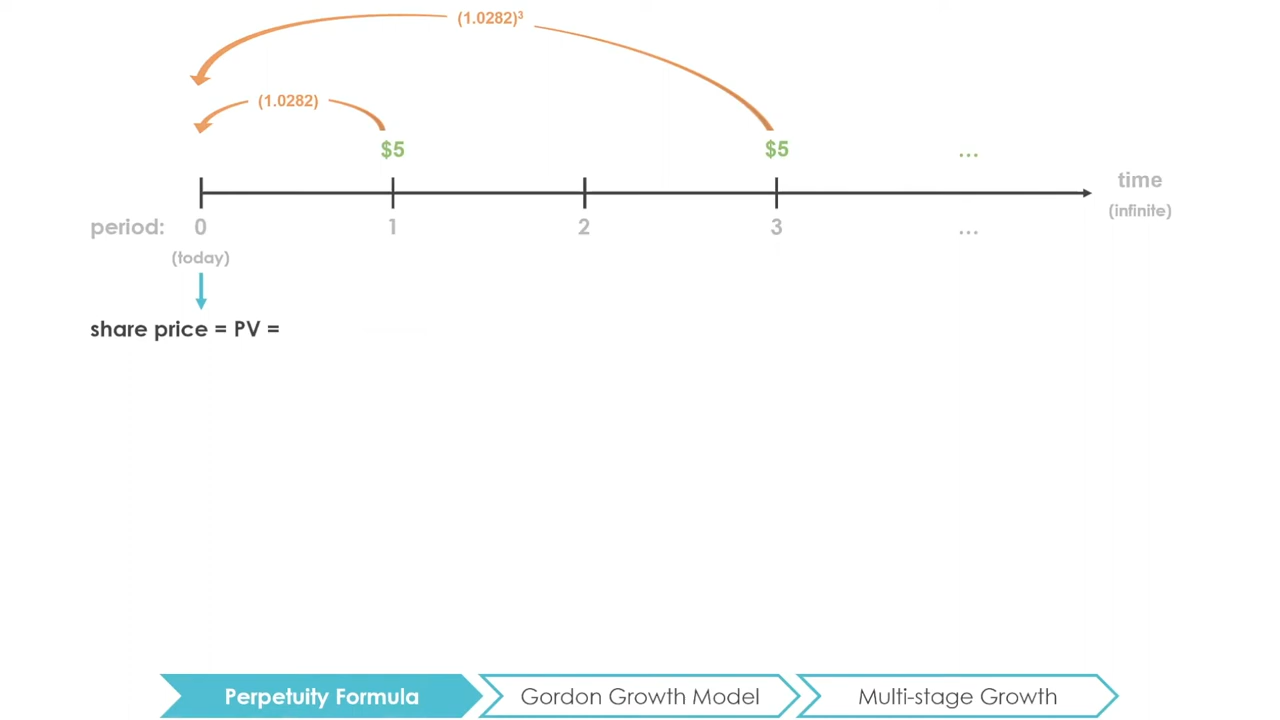 (1.0282)³
(1.0282)
$5 $5 ...
time
(infinite)
period: 0 1 2 3 ...
(today)
share price = PV =
Perpetuity Formula Gordon Growth Model Multi-stage Growth